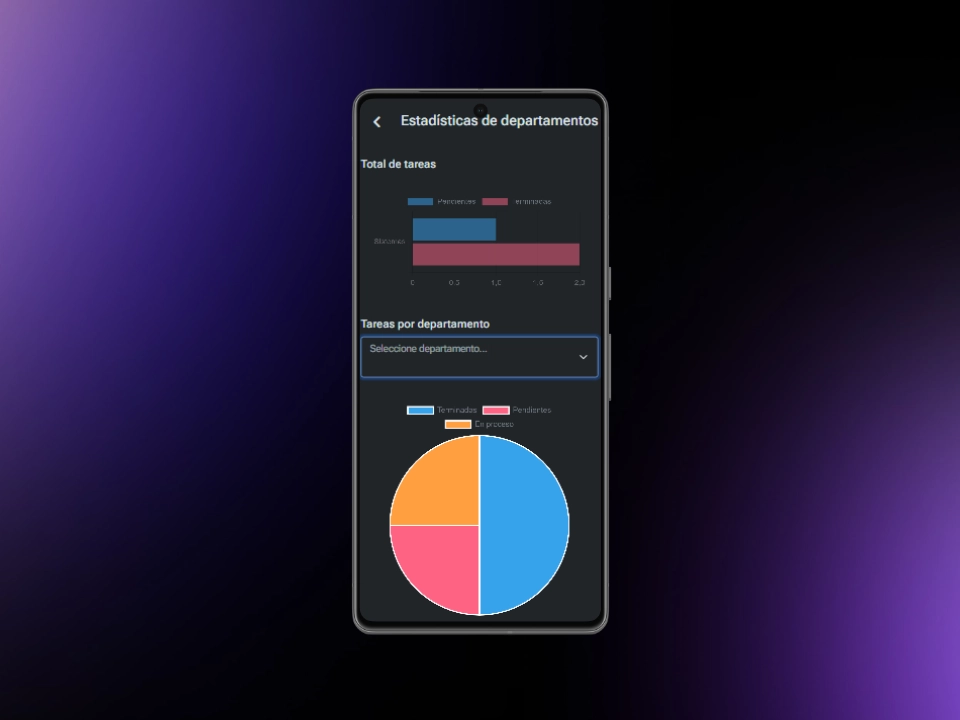 Estadísticas de departamentos
Total de tareas
Pendientes Terminadas
0 0,5 1,0 1,5 2,0
Tareas por departamento
Seleccione departamento...
Terminadas Pendientes
En proceso